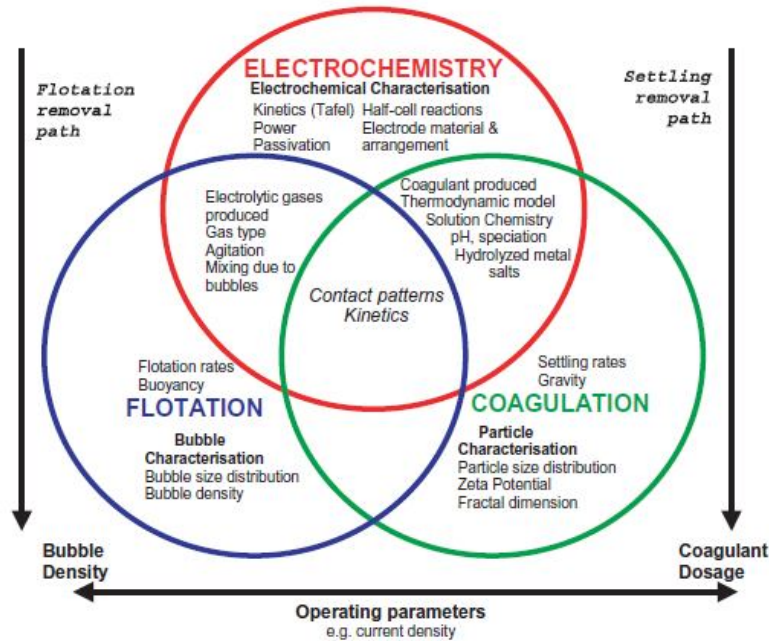 Flotation
removal
path
Settling
removal
path
ELECTROCHEMISTRY
Electrochemical Characterisation
Kinetics (Tafel) Half-cell reactions
Power Electrode material &
Passivation arrangement
Electrolytic gases
produced
Gas type
Agitation
Mixing due to
bubbles
Coagulant produced
Thermodynamic model
Solution Chemistry
pH, speciation
Hydrolyzed metal
salts
Contact patterns
Kinetics
Flotation rates
Buoyancy
FLOTATION
Bubble
Characterisation
Bubble size distribution
Bubble density
Settling rates
Gravity
COAGULATION
Particle
Characterisation
Particle size distribution
Zeta Potential
Fractal dimension
Bubble
Density
Coagulant
Dosage
Operating parameters
e.g. current density